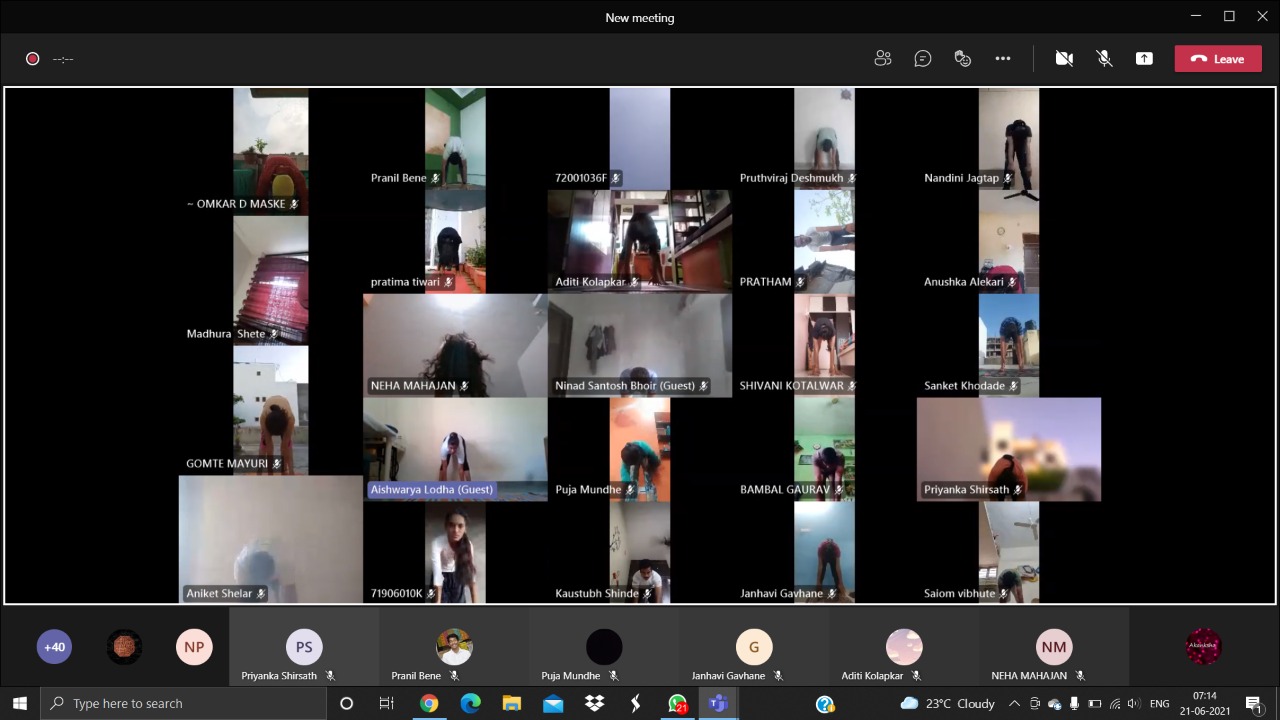 New meeting
--:--
Leave
~ OMKAR D MASKE
Pranil Bene
72001036F
Pruthviraj Deshmukh
Nandini Jagtap
Madhura Shete
pratima tiwari
Aditi Kolapkar
PRATHAM
Anushka Alekari
NEHA MAHAJAN
Ninad Santosh Bhoir (Guest)
SHIVANI KOTALWAR
Sanket Khodade
GOMTE MAYURI
Aishwarya Lodha (Guest)
Puja Mundhe
BAMBAL GAURAV
Priyanka Shirsath
Aniket Shelar
71906010K
Kaustubh Shinde
Janhavi Gavhane
Saiom vibhute
+40
NP
PS
G
NM
Priyanka Shirsath
Pranil Bene
Puja Mundhe
Janhavi Gavhane
Aditi Kolapkar
NEHA MAHAJAN
Type here to search
21
23°C Cloudy
ENG
07:14
21-06-2021
1